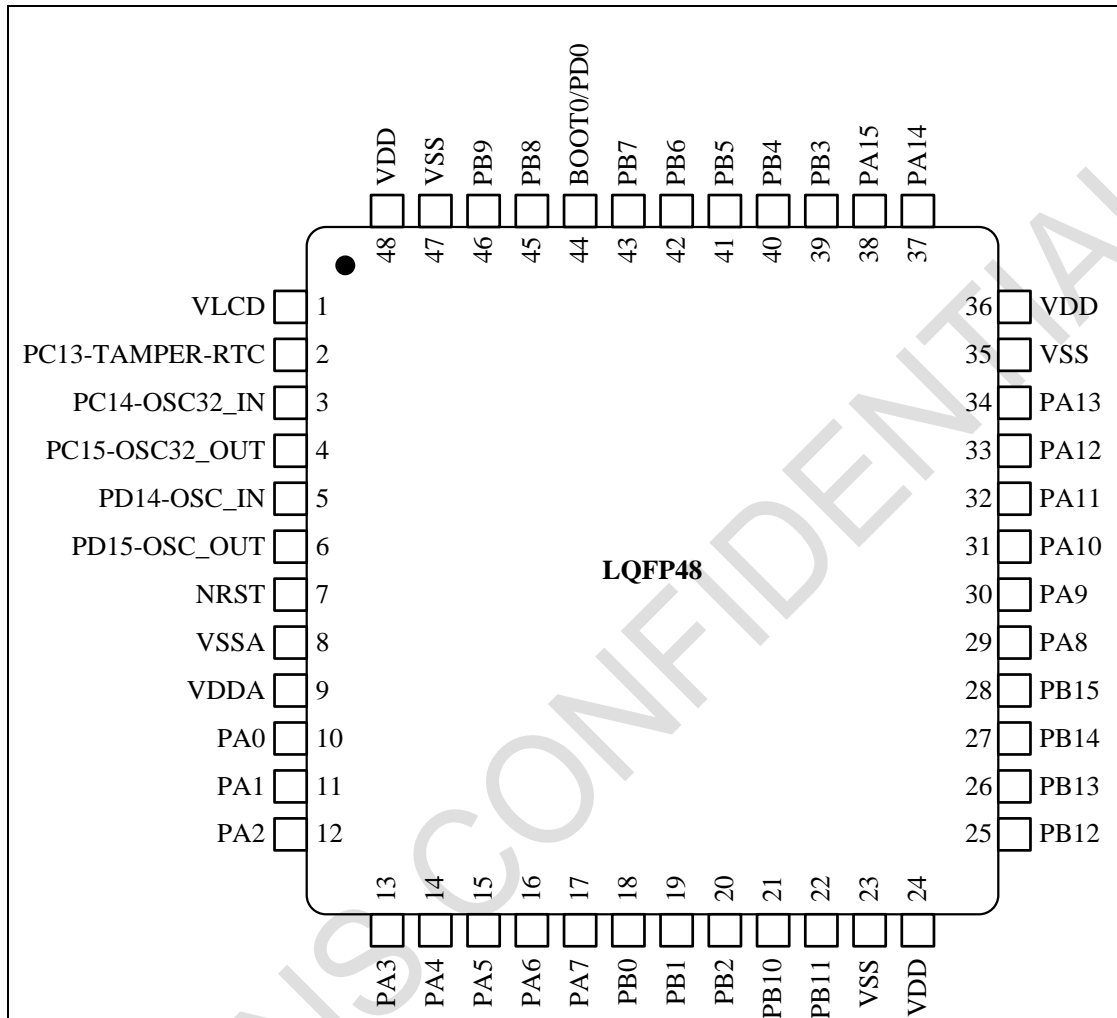 VDD
VSS
PB9
PB8
BOOT0/PD0
PB7
PB6
PB5
PB4
PB3
PA15
PA14
48
47
46
45
44
43
42
41
40
39
38
37
VLCD 1
PC13-TAMPER-RTC 2
PC14-OSC32_IN 3
PC15-OSC32_OUT 4
PD14-OSC_IN 5
PD15-OSC_OUT 6
NRST 7
VSSA 8
VDDA 9
PA0 10
PA1 11
PA2 12
LQFP48
36 VDD
35 VSS
34 PA13
33 PA12
32 PA11
31 PA10
30 PA9
29 PA8
28 PB15
27 PB14
26 PB13
25 PB12
13
14
15
16
17
18
19
20
21
22
23
24
PA3
PA4
PA5
PA6
PA7
PB0
PB1
PB2
PB10
PB11
VSS
VDD
NS CONFIDENTIAL